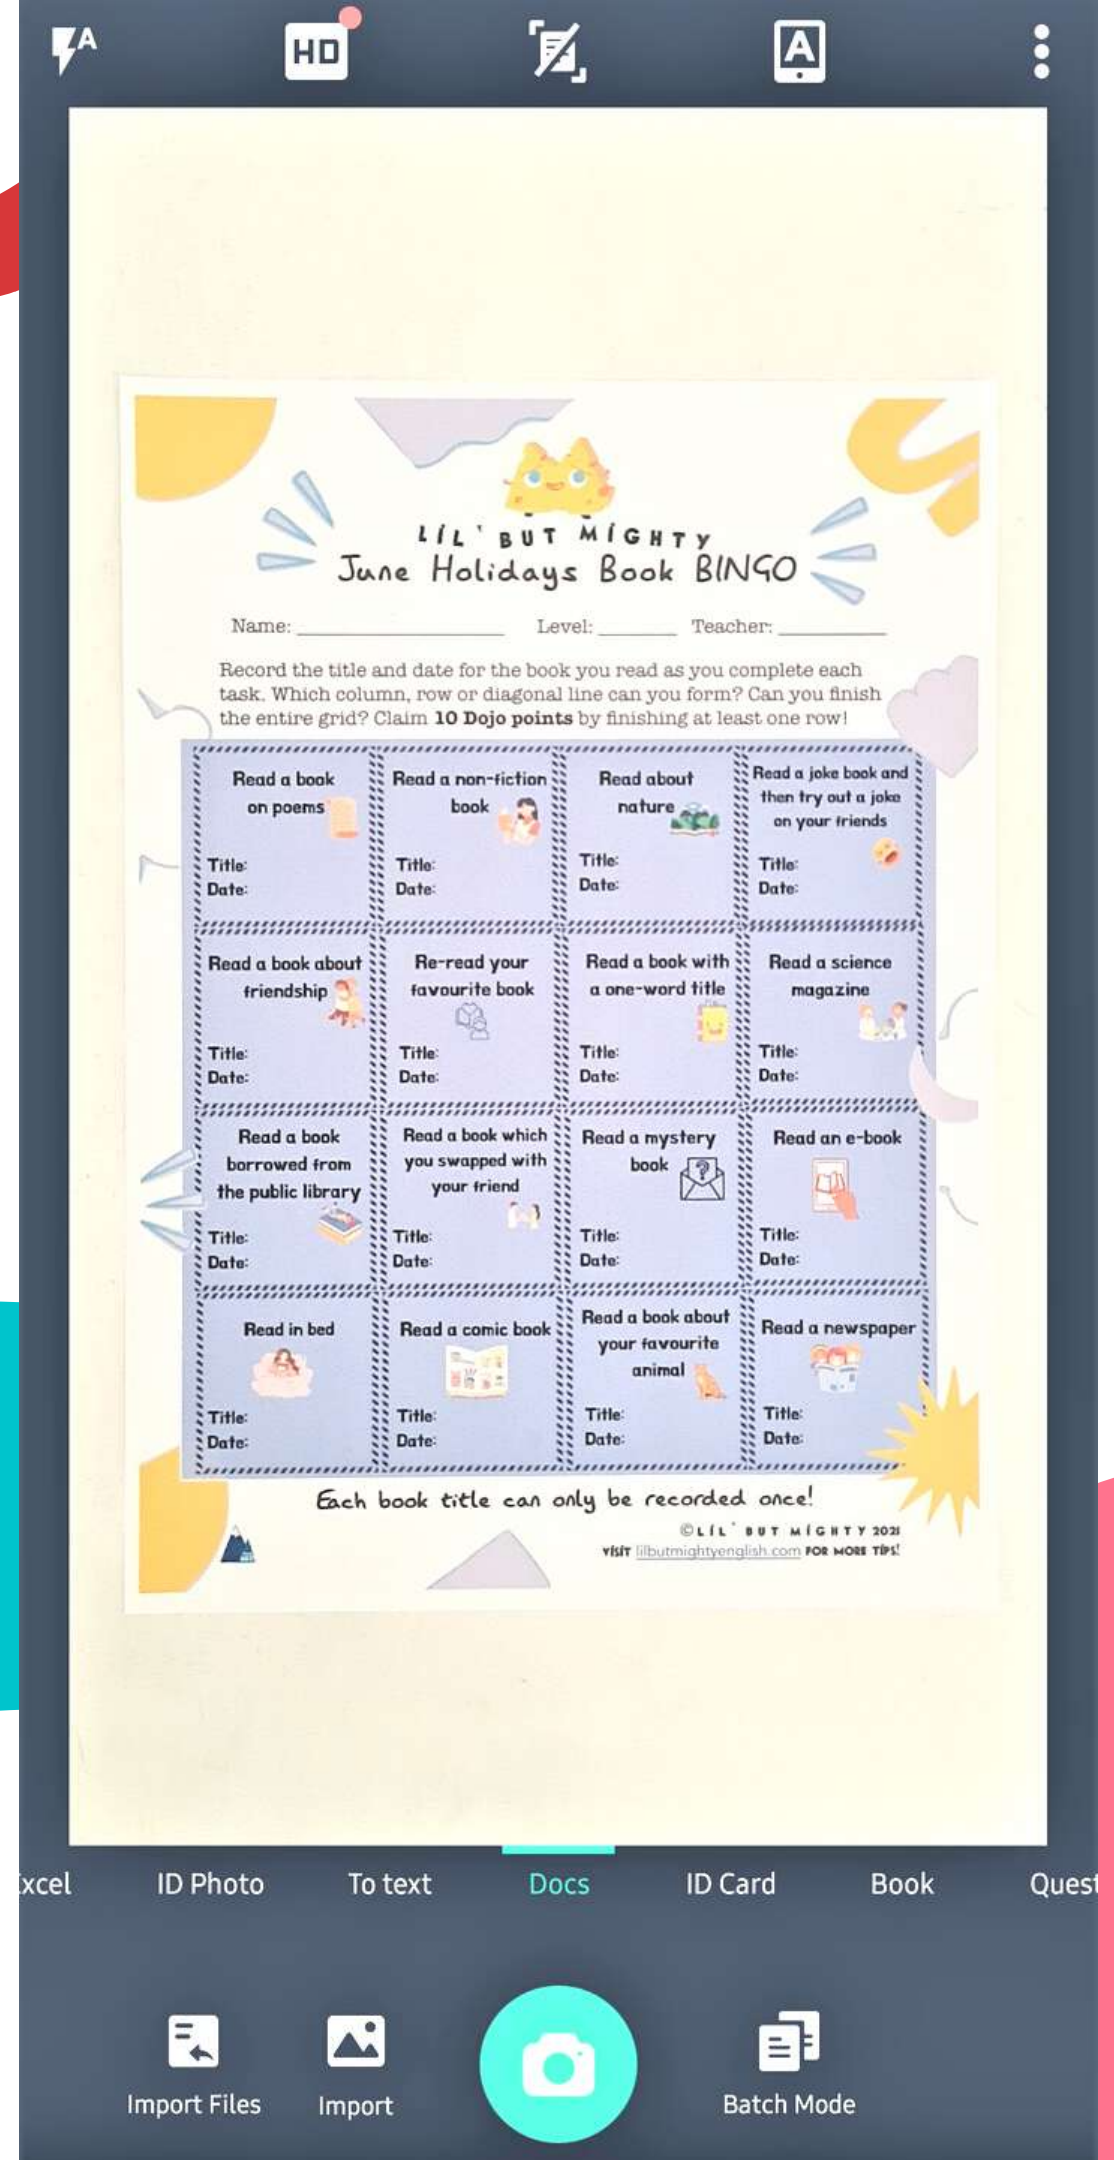 A
HD
A
LIL' BUT MIGHTY
June Holidays Book BINGO
Name: Level: Teacher:
Record the title and date for the book you read as you complete each
task. Which column, row or diagonal line can you form? Can you finish
the entire grid? Claim 10 Dojo points by finishing at least one row!
Read a book
on poems
Title:
Date:
Read a non-fiction
book
Title:
Date:
Read about
nature
Title:
Date:
Read a joke book and
then try out a joke
on your friends
Title:
Date:
Read a book about
friendship
Title:
Date:
Re-read your
favourite book
Title:
Date:
Read a book with
a one-word title
Title:
Date:
Read a science
magazine
Title:
Date:
Read a book
borrowed from
the public library
Title:
Date:
Read a book which
you swapped with
your friend
Title:
Date:
Read a mystery
book
?
Title:
Date:
Read an e-book
Title:
Date:
Read in bed
Title:
Date:
Read a comic book
Title:
Date:
Read a book about
your favourite
animal
Title:
Date:
Read a newspaper
Title:
Date:
Each book title can only be recorded once!
©LIL' BUT MIGHTY 2021
VISIT lilbutmightyenglish.com FOR MORE TIPS!
xcel ID Photo To text Docs ID Card Book Quest
Import Files Import Batch Mode